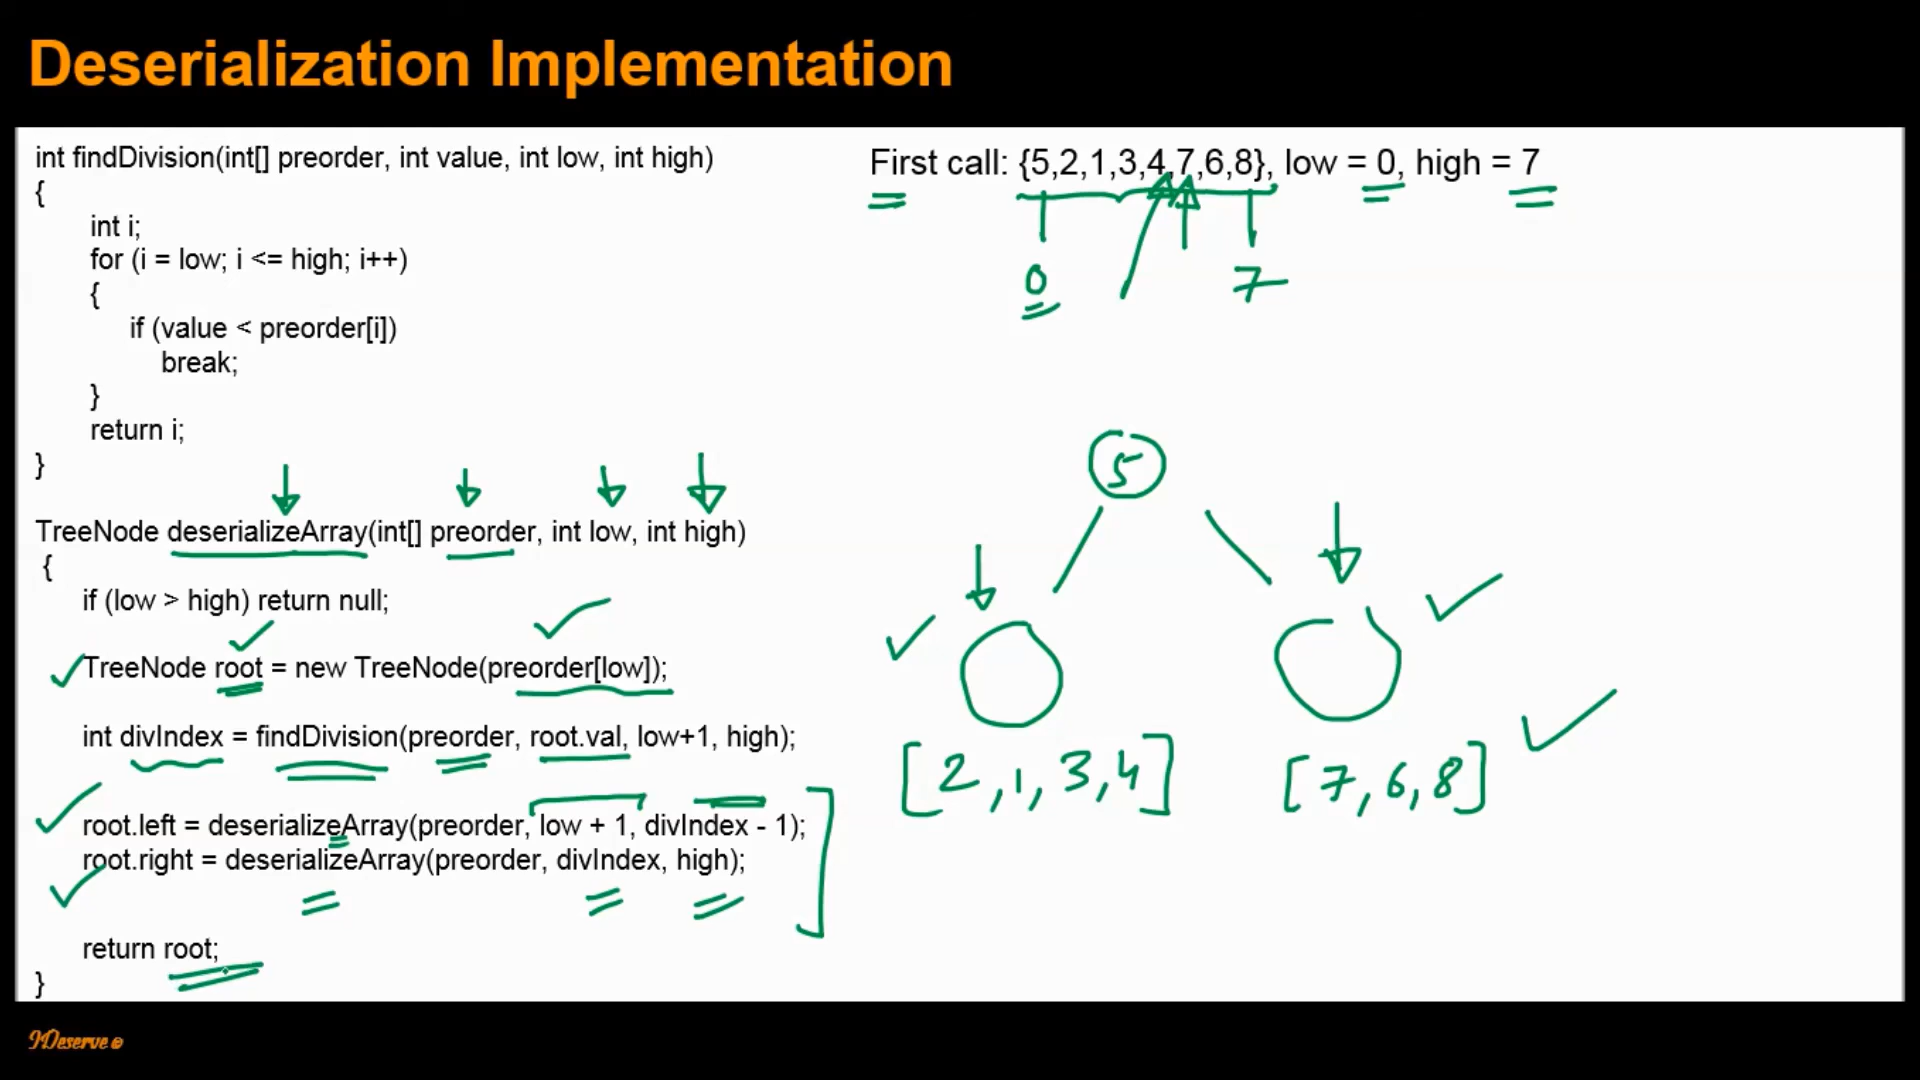 Deserialization Implementation
int findDivision(int[] preorder, int value, int low, int high)
{
int i;
for (i = low; i <= high; i++)
{
if (value < preorder[i])
break;
}
return i;
}
TreeNode deserializeArray(int[] preorder, int low, int high)
{
if (low > high) return null;
TreeNode root = new TreeNode(preorder[low]);
int divIndex = findDivision(preorder, root.val, low+1, high);
root.left = deserializeArray(preorder, low + 1, divIndex - 1);
root.right = deserializeArray(preorder, divIndex, high);
return root;
}
First call: {5,2,1,3,4,7,6,8}, low = 0, high = 7
0 7
5
[2,1,3,4] [7,6,8]
IDeserve